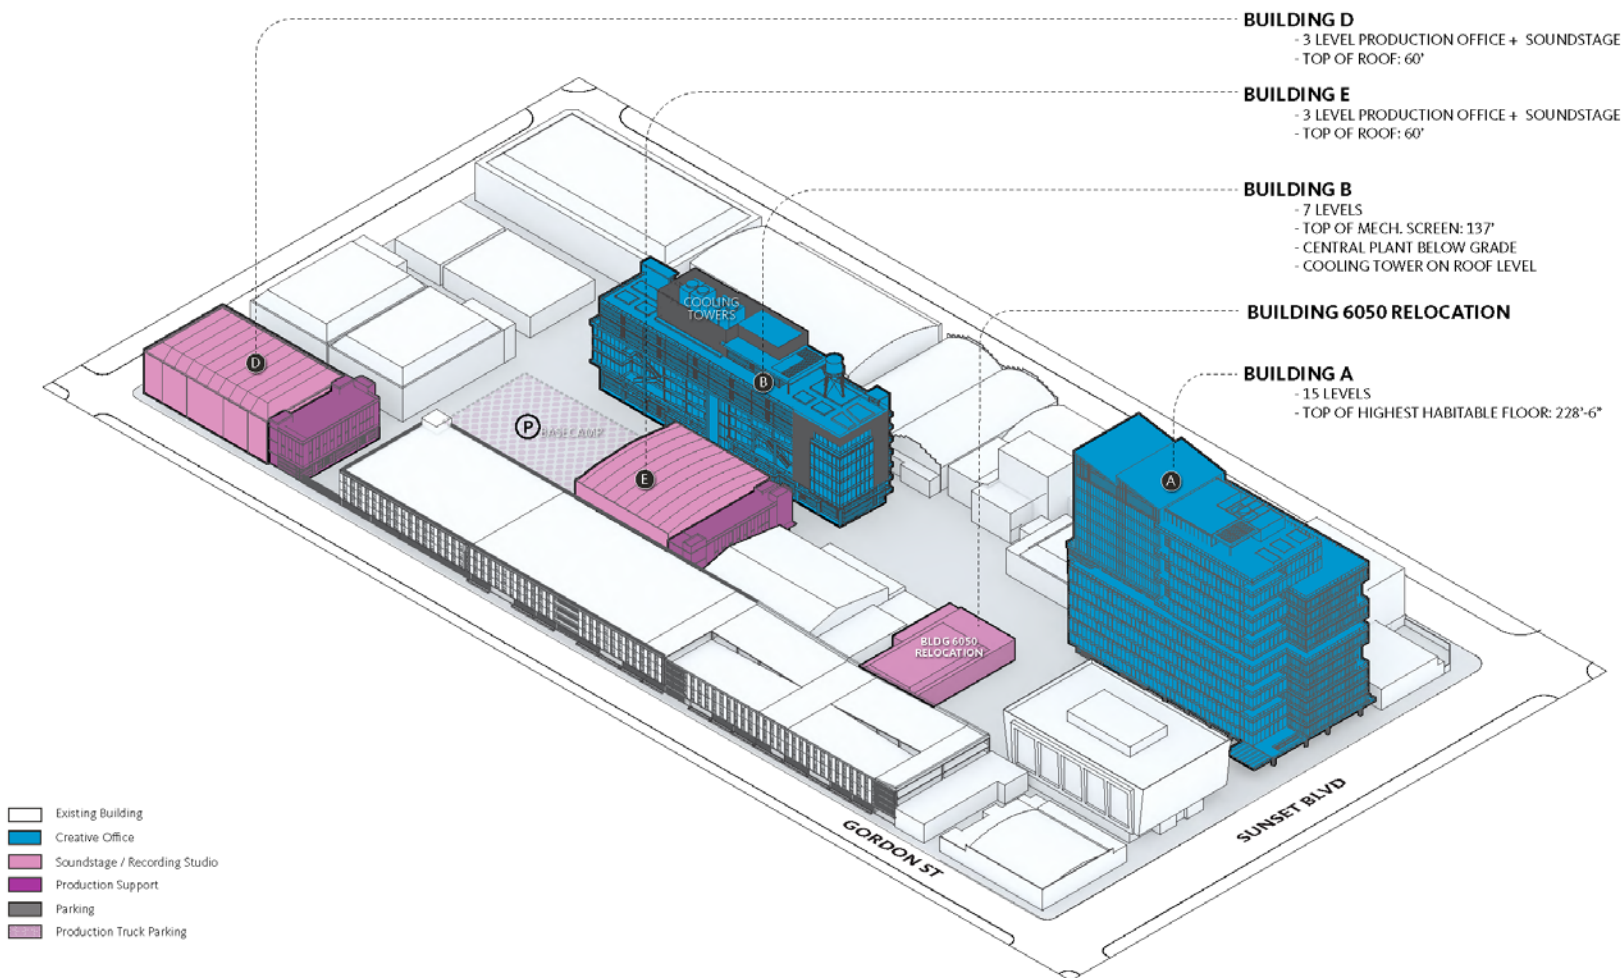 BUILDING D
- 3 LEVEL PRODUCTION OFFICE + SOUNDSTAGE
- TOP OF ROOF: 60'
BUILDING E
- 3 LEVEL PRODUCTION OFFICE + SOUNDSTAGE
- TOP OF ROOF: 60'
BUILDING B
- 7 LEVELS
- TOP OF MECH. SCREEN: 137'
- CENTRAL PLANT BELOW GRADE
- COOLING TOWER ON ROOF LEVEL
BUILDING 6050 RELOCATION
BUILDING A
- 15 LEVELS
- TOP OF HIGHEST HABITABLE FLOOR: 228'-6"
COOLING
TOWERS
D
B
P
BASE CAMP
E
A
BLDG 6050
RELOCATION
GORDON ST
SUNSET BLVD
Existing Building
Creative Office
Soundstage / Recording Studio
Production Support
Parking
Production Truck Parking